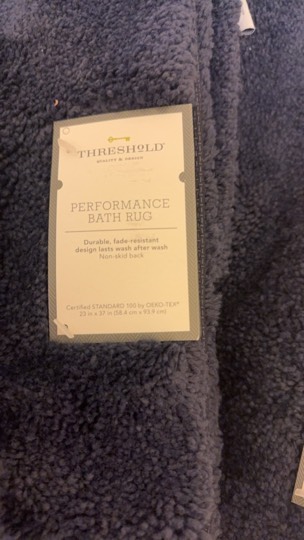 THRESHOLD
QUALITY & DESIGN
PERFORMANCE
BATH RUG
Durable, fade-resistant
design lasts wash after wash
Non-skid back
Certified STANDARD 100 by OEKO-TEX®
23 in x 37 in (58.4 cm x 93.9 cm)